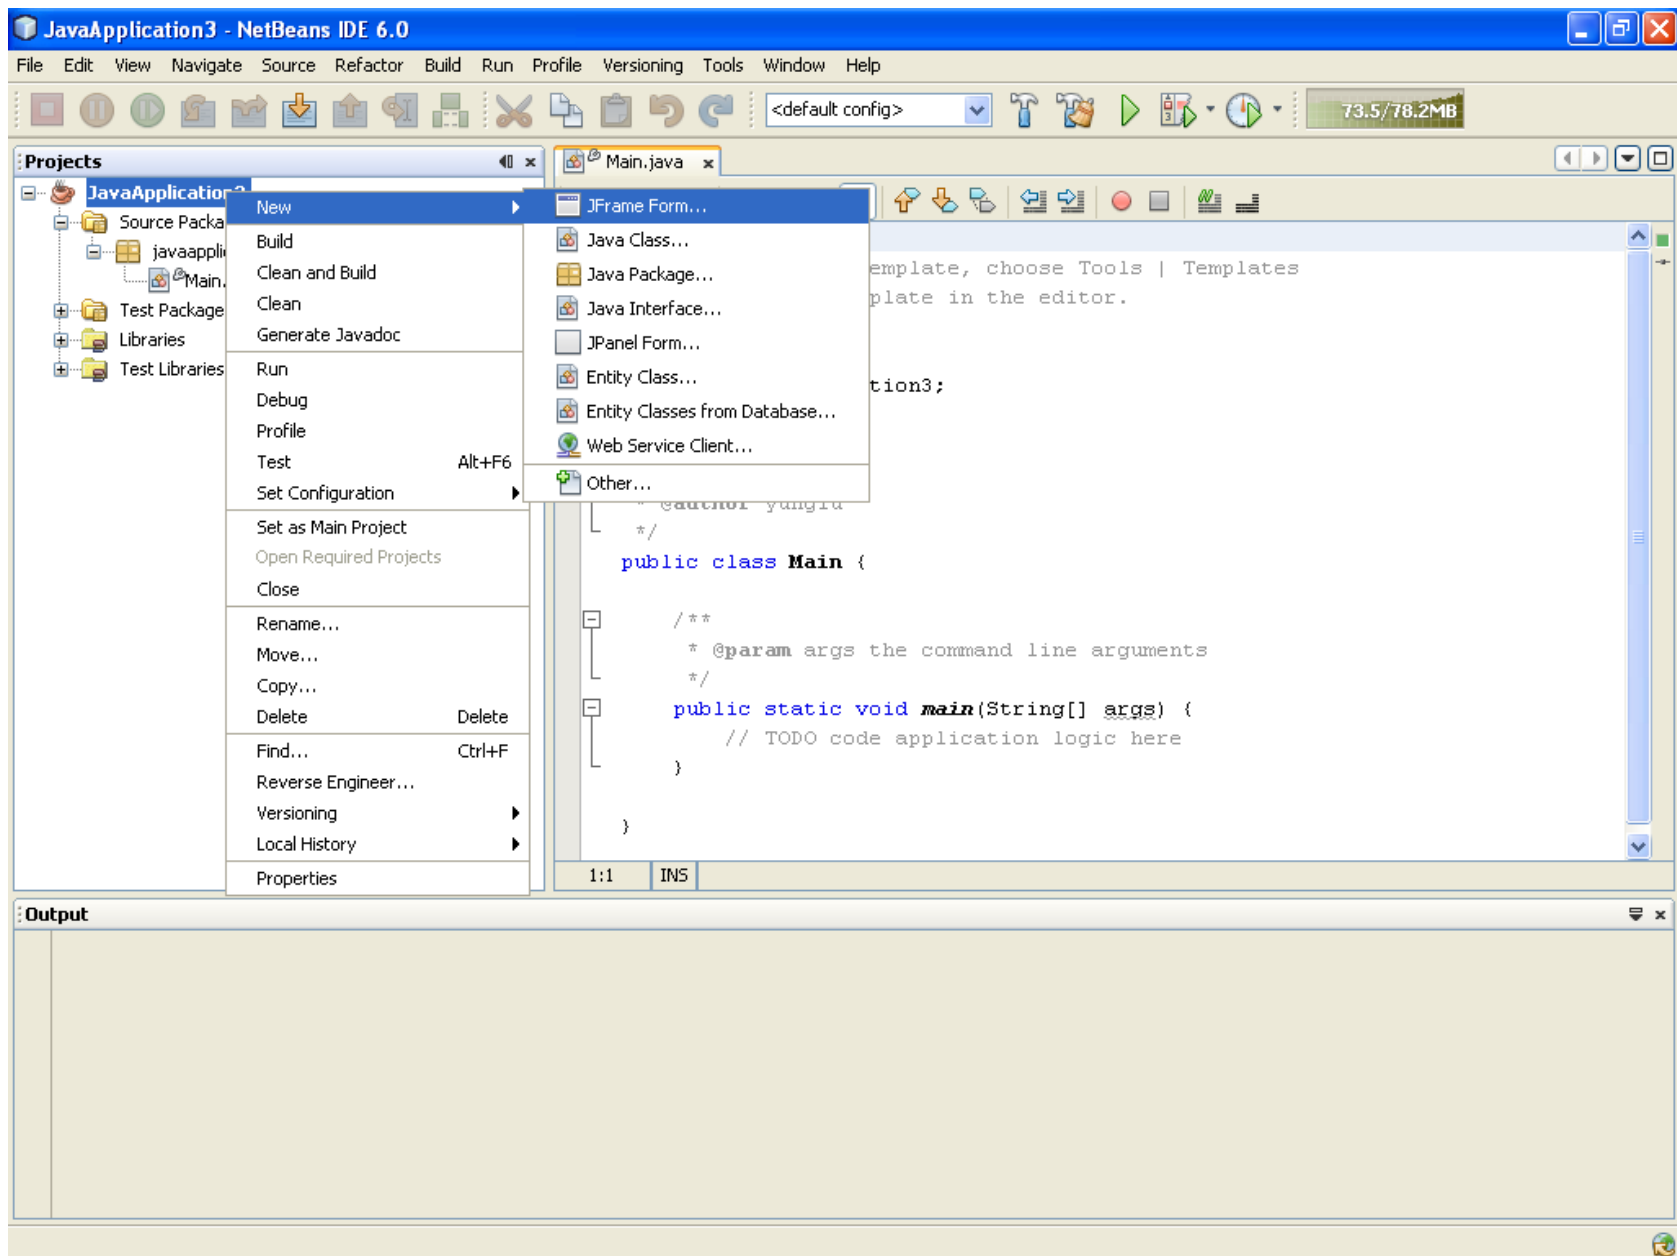 JavaApplication3 - NetBeans IDE 6.0
File Edit View Navigate Source Refactor Build Run Profile Versioning Tools Window Help
<default config>
73.5/78.2MB
Projects
Main.java
JavaApplication3
Source Packa
javaappli
Main.
Test Package
Libraries
Test Libraries
New
Build
Clean and Build
Clean
Generate Javadoc
Run
Debug
Profile
Test Alt+F6
Set Configuration
Set as Main Project
Open Required Projects
Close
Rename...
Move...
Copy...
Delete Delete
Find... Ctrl+F
Reverse Engineer...
Versioning
Local History
Properties
JFrame Form...
Java Class...
Java Package...
Java Interface...
JPanel Form...
Entity Class...
Entity Classes from Database...
Web Service Client...
Other...
emplate, choose Tools | Templates
plate in the editor.
tion3;
* @author
*/
public class Main {
/**
* @param args the command line arguments
*/
public static void main(String[] args) {
// TODO code application logic here
}
}
1:1 INS
Output